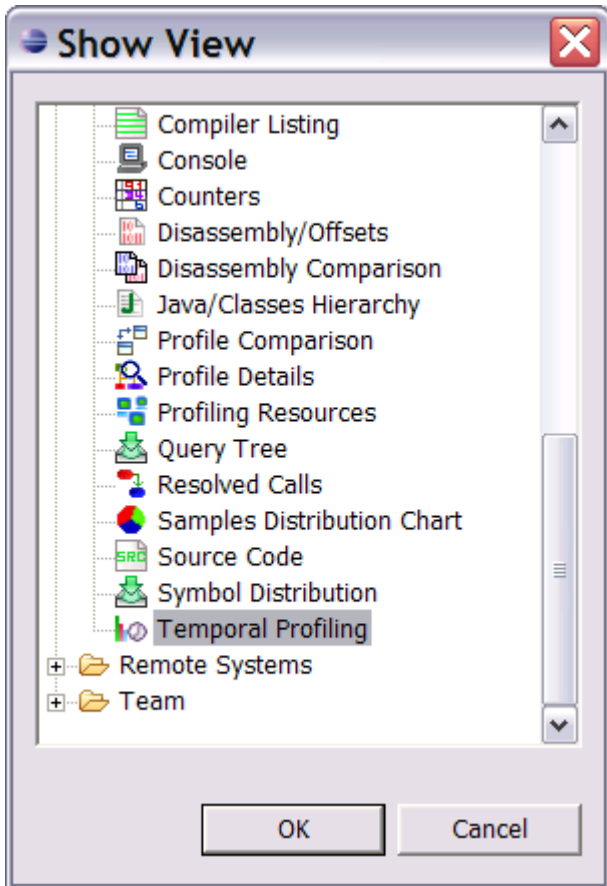 Show View
Compiler Listing
Console
Counters
Disassembly/Offsets
Disassembly Comparison
Java/Classes Hierarchy
Profile Comparison
Profile Details
Profiling Resources
Query Tree
Resolved Calls
Samples Distribution Chart
SRC Source Code
Symbol Distribution
Temporal Profiling
Remote Systems
Team
OK Cancel